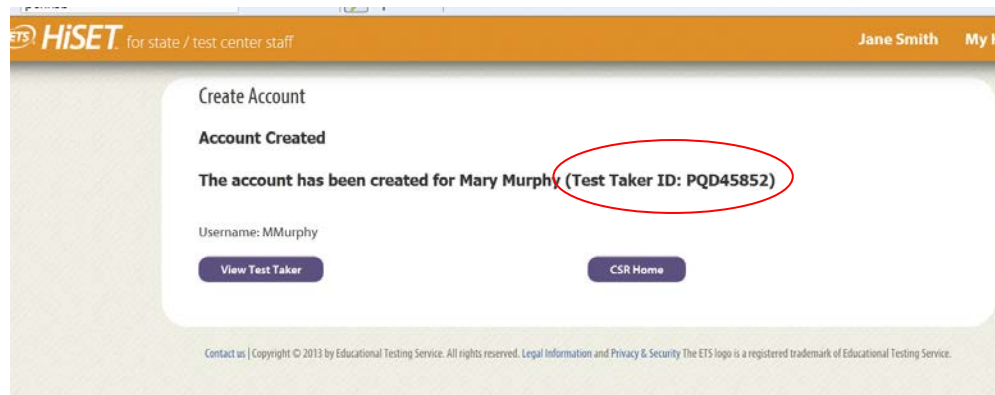 ETS HiSET for state / test center staff Jane Smith My
Create Account
Account Created
The account has been created for Mary Murphy (Test Taker ID: PQD45852)
Username: MMurphy
View Test Taker CSR Home
Contact us | Copyright © 2013 by Educational Testing Service. All rights reserved. Legal Information and Privacy & Security The ETS logo is a registered trademark of Educational Testing Service.